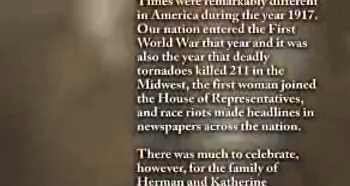 Times were remarkably different
in America during the year 1917.
Our nation entered the First
World War that year and it was
also the year that deadly
tornadoes killed 211 in the
Midwest, the first woman joined
the House of Representatives,
and race riots made headlines in
newspapers across the nation.
There was much to celebrate,
however, for the family of
Herman and Katherine